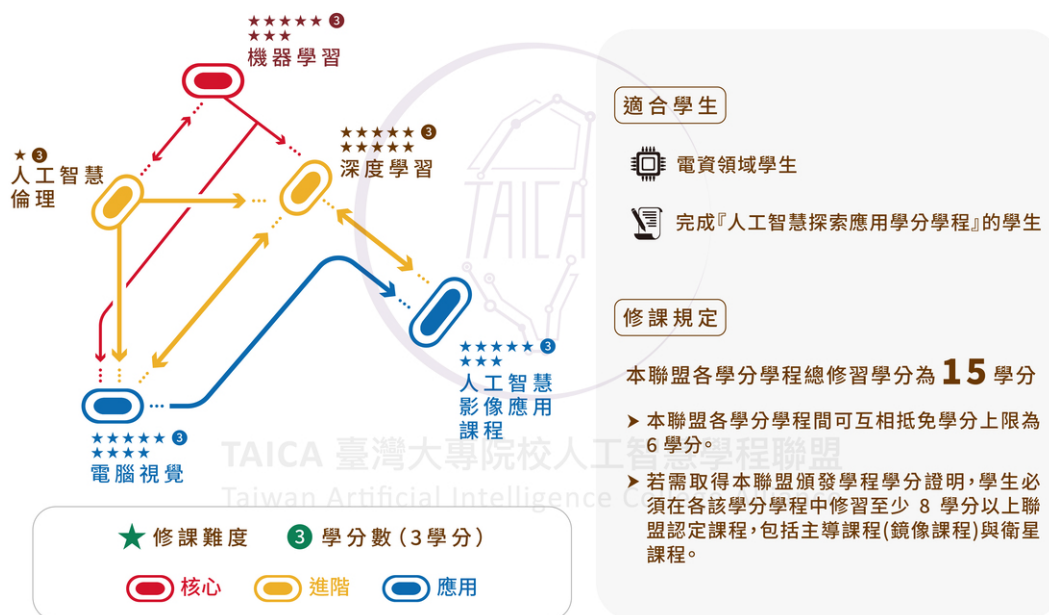 ★★★★★ 3
★★★
機器學習
★★★★★ 3
★★★★★
深度學習
★ 3
人工智慧
倫理
★★★★★ 3
★★★
人工智慧
影像應用
課程
★★★★★ 3
★★★★
電腦視覺
★ 修課難度 3 學分數(3學分)
核心 進階 應用
適合學生
電資領域學生
完成『人工智慧探索應用學分學程』的學生
修課規定
本聯盟各學分學程總修習學分為 15 學分
➤ 本聯盟各學分學程間可互相抵免學分上限為
6 學分。
➤ 若需取得本聯盟頒發學程學分證明,學生必
須在各該學分學程中修習至少 8 學分以上聯
盟認定課程,包括主導課程(鏡像課程)與衛星
課程。
TAICA
TAICA 臺灣大專院校人工智慧學程聯盟
Taiwan Artificial Intelligence College Alliance